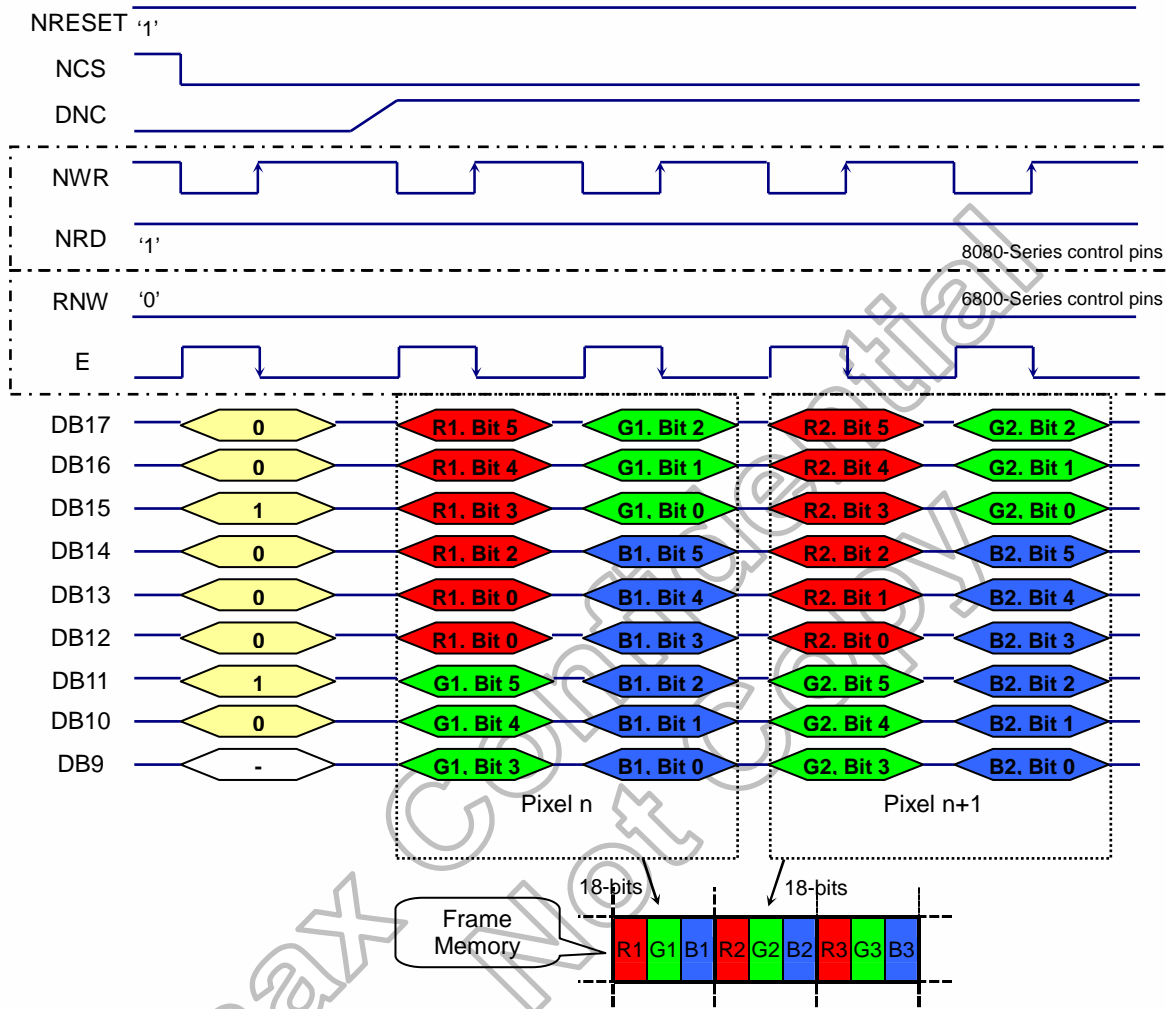 NRESET '1'
NCS
DNC
NWR
NRD '1'
8080-Series control pins
RNW '0' 6800-Series control pins
E
DB17 0 R1, Bit 5 G1, Bit 2 R2, Bit 5 G2, Bit 2
DB16 0 R1, Bit 4 G1, Bit 1 R2, Bit 4 G2, Bit 1
DB15 1 R1, Bit 3 G1, Bit 0 R2, Bit 3 G2, Bit 0
DB14 0 R1, Bit 2 B1, Bit 5 R2, Bit 2 B2, Bit 5
DB13 0 R1, Bit 0 B1, Bit 4 R2, Bit 1 B2, Bit 4
DB12 0 R1, Bit 0 B1, Bit 3 R2, Bit 0 B2, Bit 3
DB11 1 G1, Bit 5 B1, Bit 2 G2, Bit 5 B2, Bit 2
DB10 0 G1, Bit 4 B1, Bit 1 G2, Bit 4 B2, Bit 1
DB9 - G1, Bit 3 B1, Bit 0 G2, Bit 3 B2, Bit 0
Pixel n Pixel n+1
18-bits 18-bits
Frame
Memory
R1 G1 B1 R2 G2 B2 R3 G3 B3
ax Confidential
Not Copy